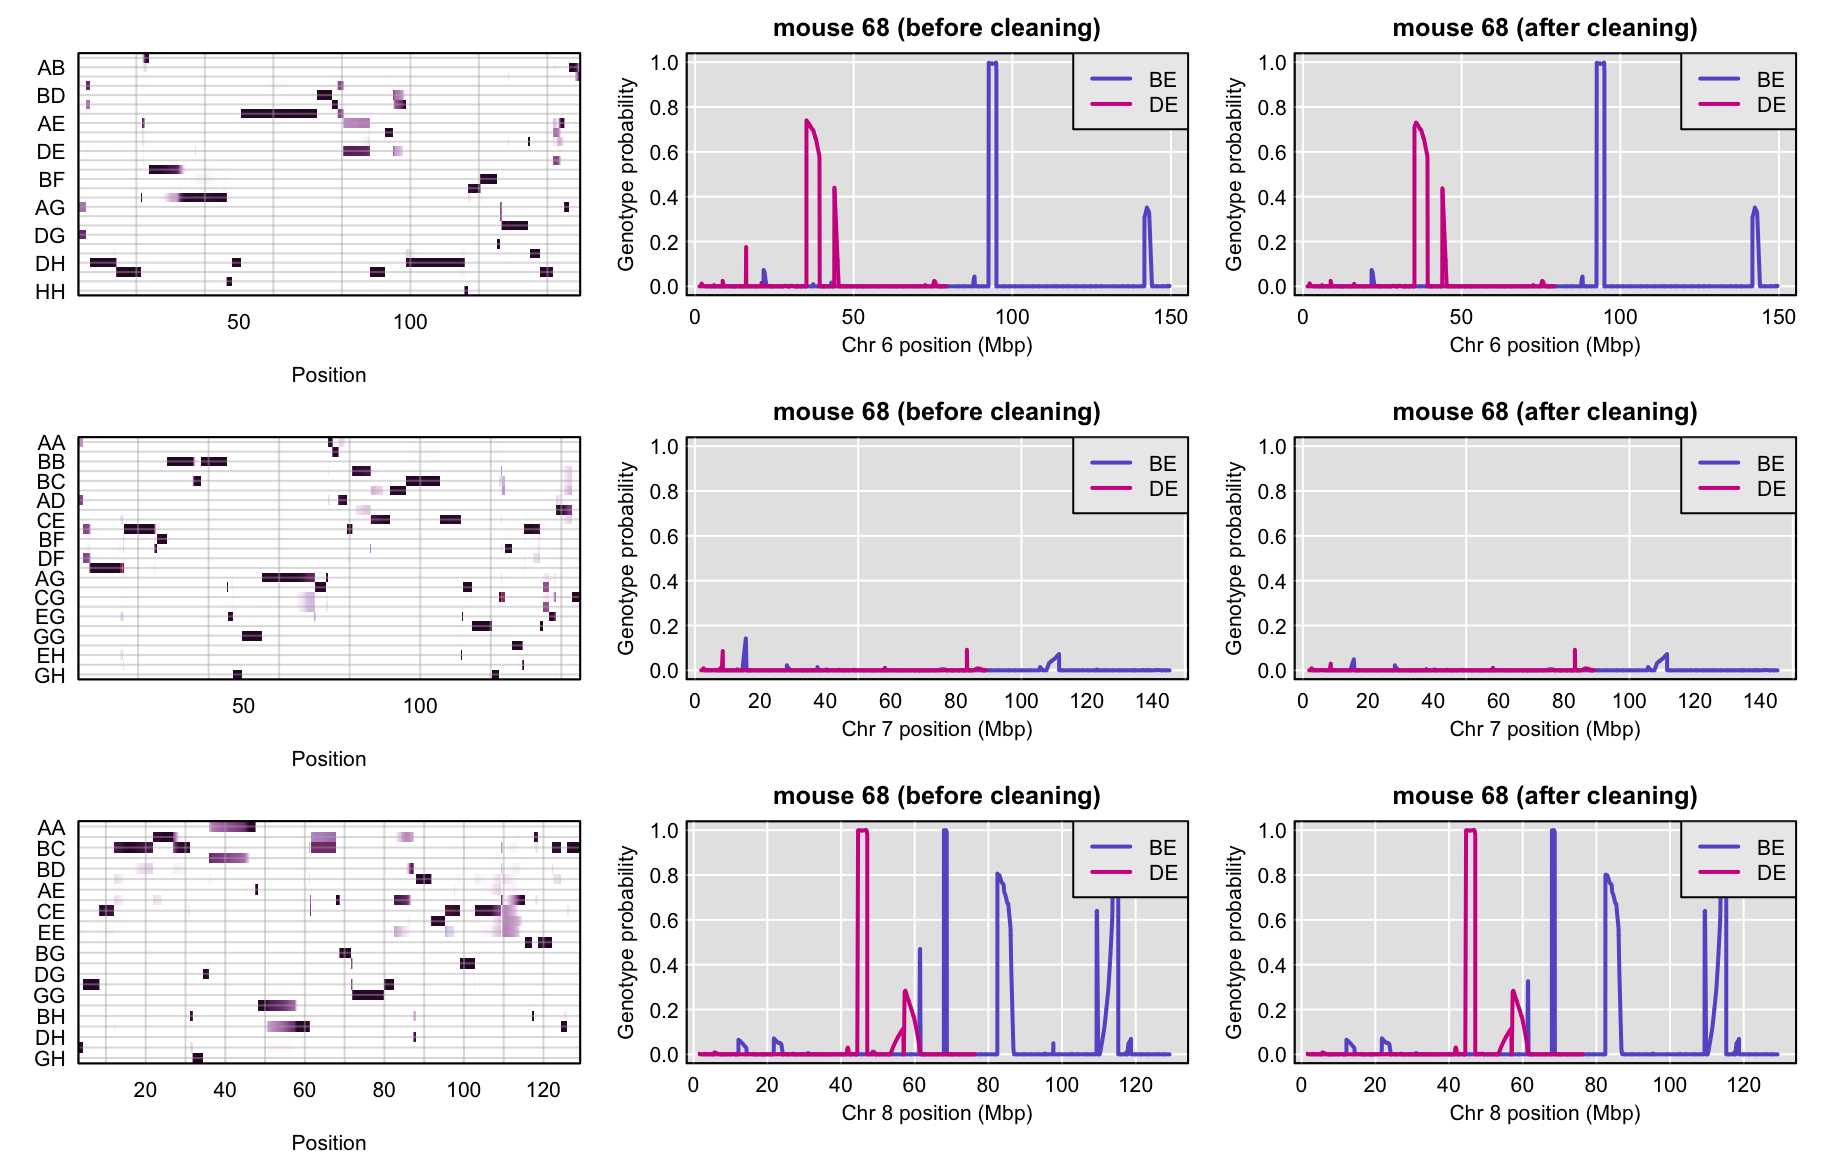 AB
BD
AE
DE
BF
AG
DG
DH
HH
50 100
Position
mouse 68 (before cleaning)
Genotype probability
1.0
0.8
0.6
0.4
0.2
0.0
BE
DE
0 50 100 150
Chr 6 position (Mbp)
mouse 68 (after cleaning)
Genotype probability
1.0
0.8
0.6
0.4
0.2
0.0
BE
DE
0 50 100 150
Chr 6 position (Mbp)
AA
BB
BC
AD
CE
BF
DF
AG
CG
EG
GG
EH
GH
50 100
Position
mouse 68 (before cleaning)
Genotype probability
1.0
0.8
0.6
0.4
0.2
0.0
BE
DE
0 20 40 60 80 100 120 140
Chr 7 position (Mbp)
mouse 68 (after cleaning)
Genotype probability
1.0
0.8
0.6
0.4
0.2
0.0
BE
DE
0 20 40 60 80 100 120 140
Chr 7 position (Mbp)
AA
BC
BD
AE
CE
EE
BG
DG
GG
BH
DH
GH
20 40 60 80 100 120
Position
mouse 68 (before cleaning)
Genotype probability
1.0
0.8
0.6
0.4
0.2
0.0
BE
DE
0 20 40 60 80 100 120
Chr 8 position (Mbp)
mouse 68 (after cleaning)
Genotype probability
1.0
0.8
0.6
0.4
0.2
0.0
BE
DE
0 20 40 60 80 100 120
Chr 8 position (Mbp)